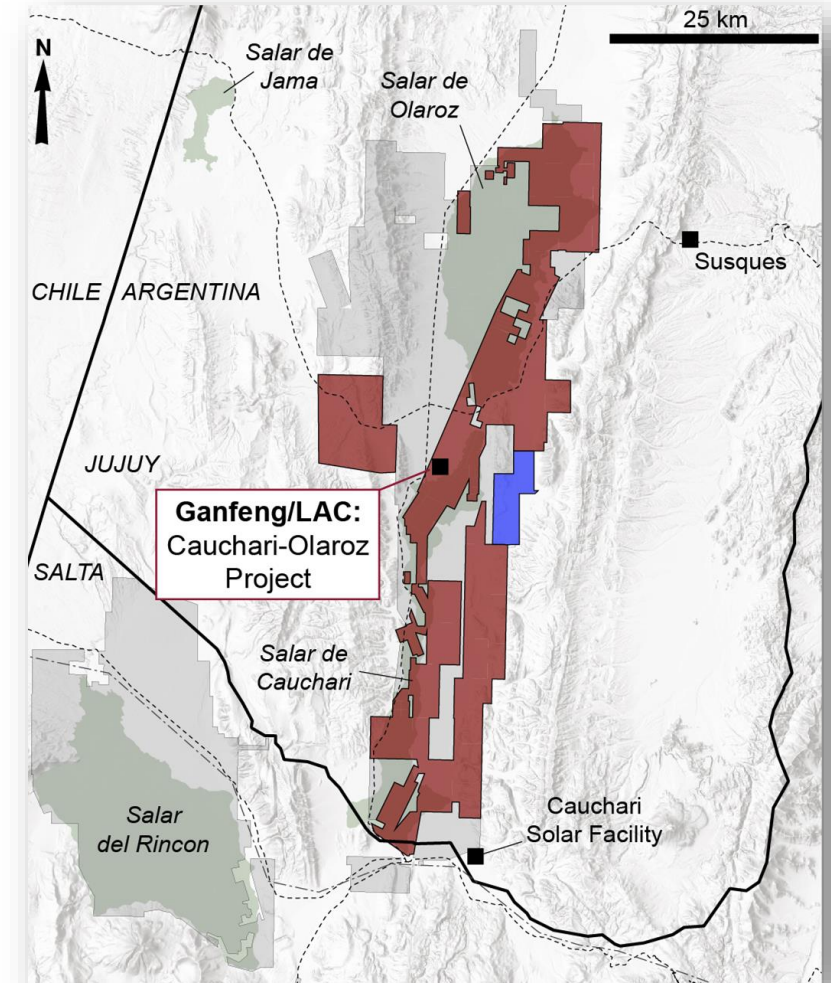 25 km
N
Salar de
Jama
Salar de
Olaroz
Susques
CHILE
ARGENTINA
JUJUY
Ganfeng/LAC:
Cauchari-Olaroz
Project
SALTA
Salar de
Cauchari
Salar
del Rincon
Cauchari
Solar Facility